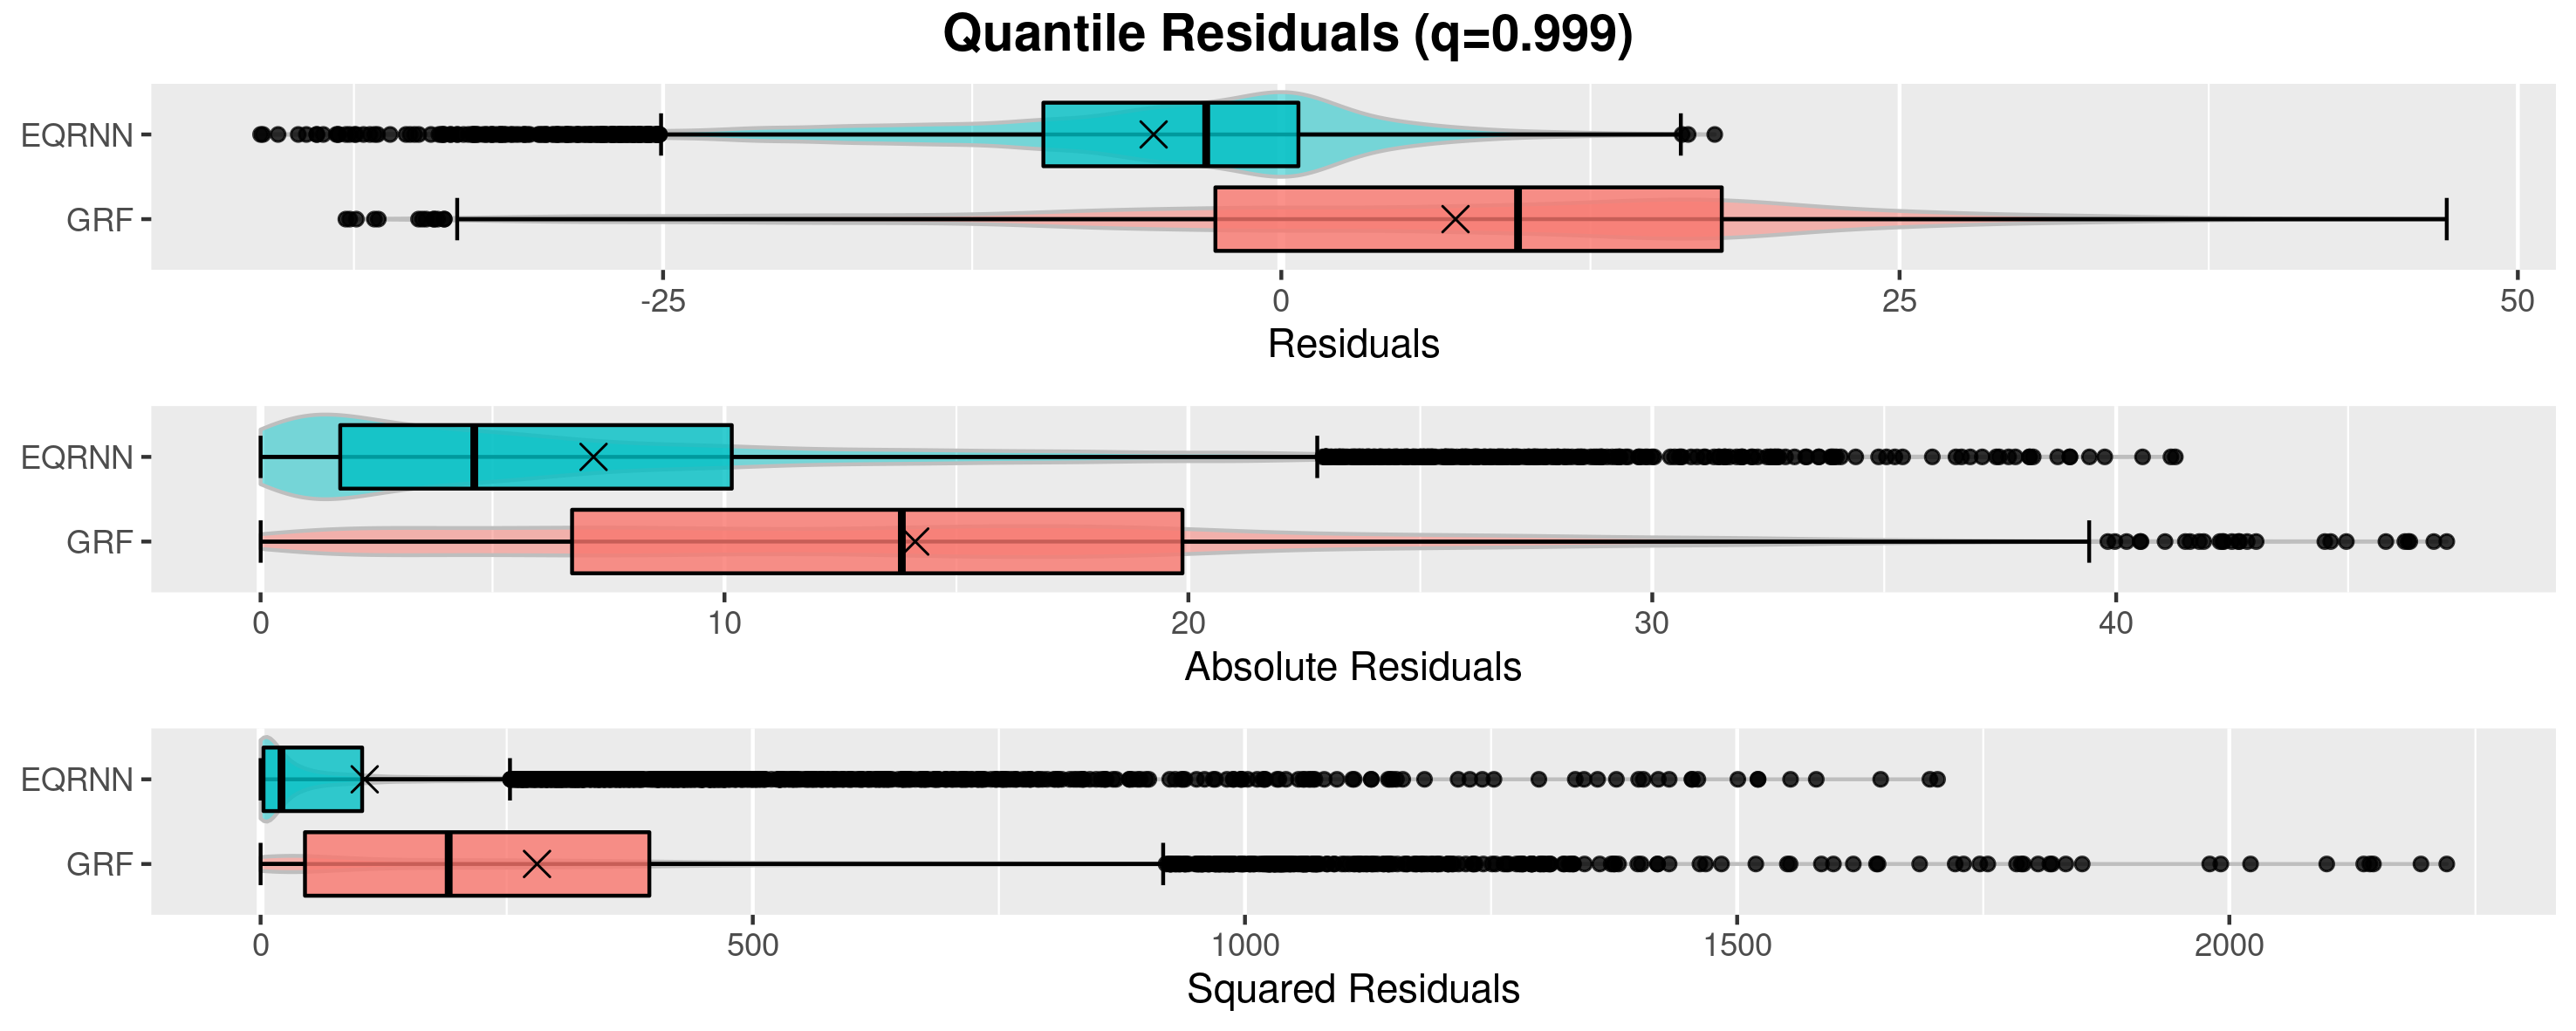 Quantile Residuals (q=0.999)
EQRNN
GRF
-25 0 25 50
Residuals
EQRNN
GRF
0 10 20 30 40
Absolute Residuals
EQRNN
GRF
0 500 1000 1500 2000
Squared Residuals